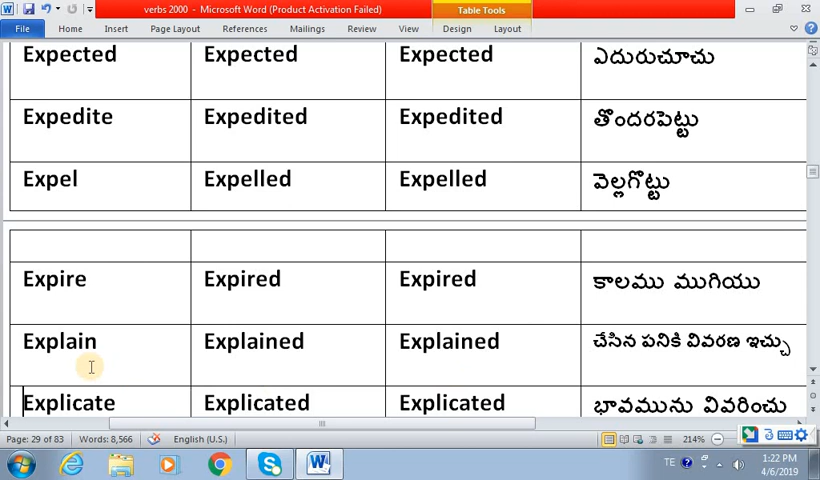 verbs 2000 - Microsoft Word (Product Activation Failed)
Table Tools
File Home Insert Page Layout References Mailings Review View Design Layout
Expected Expected Expected ఎదురుచూచు
Expedite Expedited Expedited తొందరపెట్టు
Expel Expelled Expelled వెల్లగొట్టు
Expire Expired Expired కాలము ముగియు
Explain Explained Explained చేసిన పనికి వివరణ ఇచ్చు
Explicate Explicated Explicated భావమును వివరించు
Page: 29 of 83 Words: 8,566 English (U.S.) 214%
TE 1:22 PM
4/6/2019